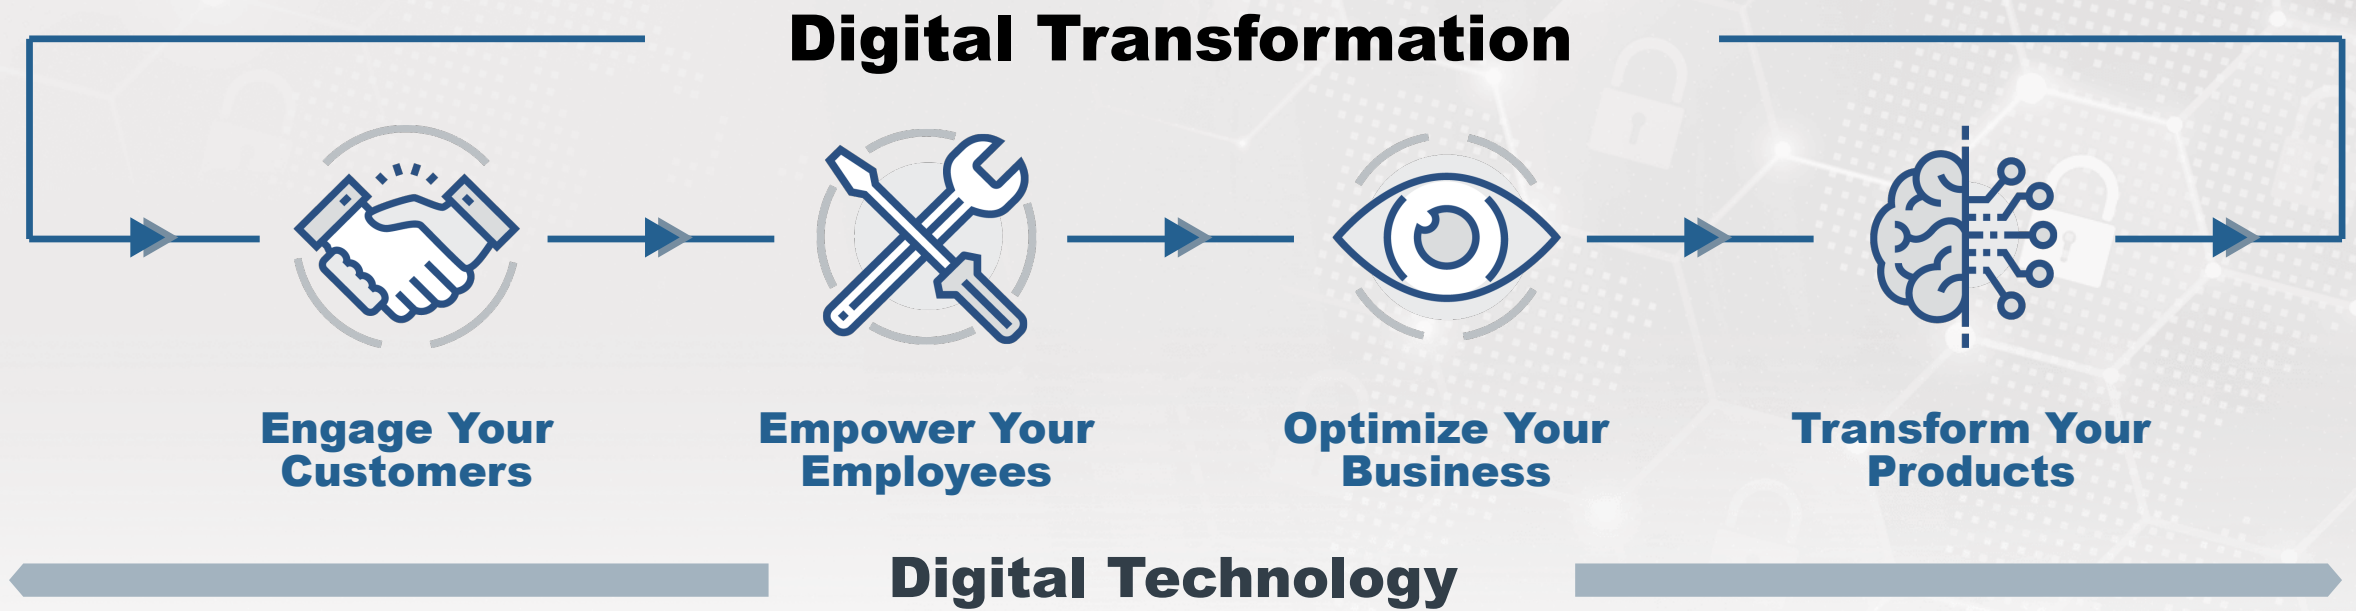 Digital Transformation
Engage Your
Customers
Empower Your
Employees
Optimize Your
Business
Transform Your
Products
Digital Technology